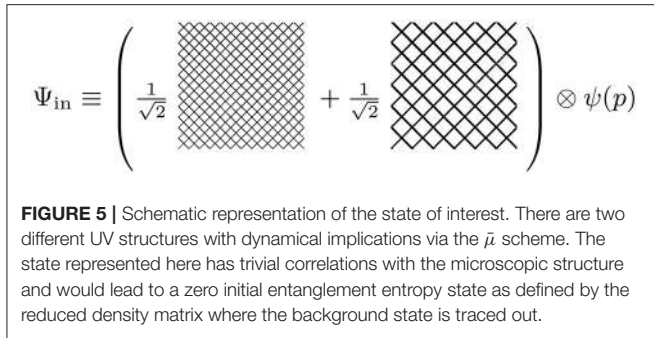 Ψin ≡ ( 1/√2 + 1/√2 ) ⊗ ψ(p)
FIGURE 5 | Schematic representation of the state of interest. There are two
different UV structures with dynamical implications via the μ̄ scheme. The
state represented here has trivial correlations with the microscopic structure
and would lead to a zero initial entanglement entropy state as defined by the
reduced density matrix where the background state is traced out.